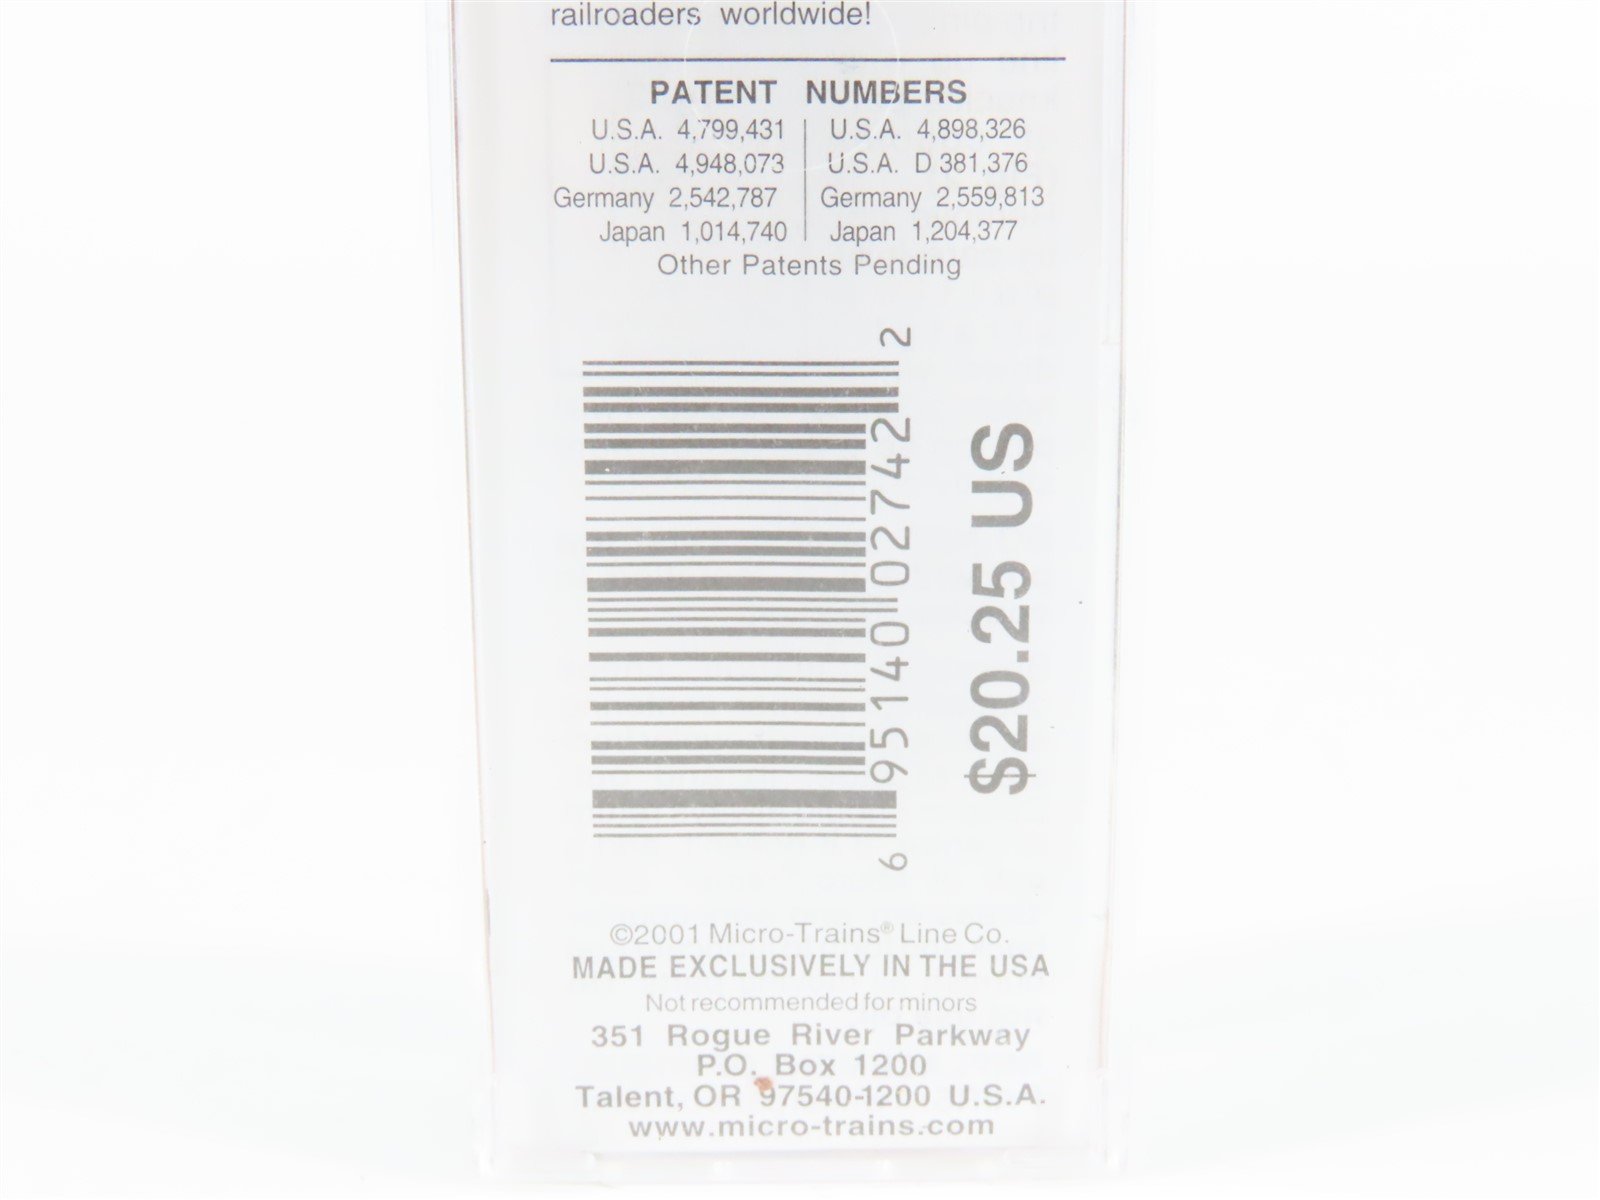 railroaders worldwide!
PATENT NUMBERS
U.S.A. 4,799,431 | U.S.A. 4,898,326
U.S.A. 4,948,073 | U.S.A. D 381,376
Germany 2,542,787 | Germany 2,559,813
Japan 1,014,740 | Japan 1,204,377
Other Patents Pending
6 95140 02742 2
$20.25 US
©2001 Micro-Trains® Line Co.
MADE EXCLUSIVELY IN THE USA
Not recommended for minors
351 Rogue River Parkway
P.O. Box 1200
Talent, OR 97540-1200 U.S.A.
www.micro-trains.com